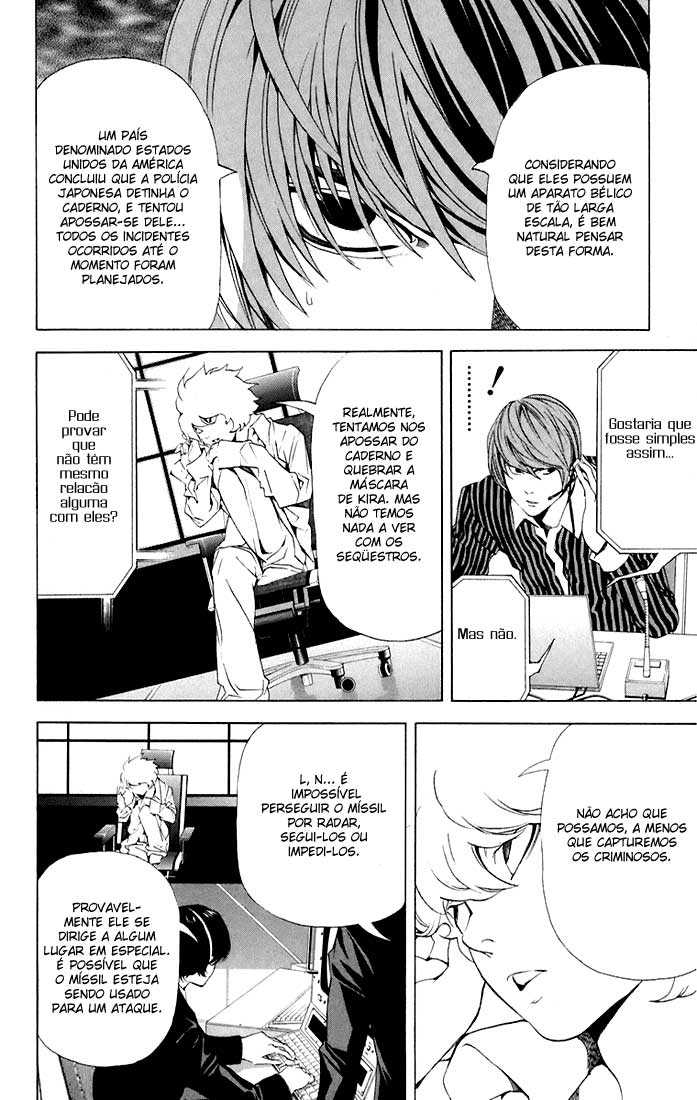 CONSIDERANDO
QUE ELES POSSUEM
UM APARATO BÉLICO
DE TÃO LARGA
ESCALA, É BEM
NATURAL PENSAR
DESTA FORMA.
UM PAÍS
DENOMINADO ESTADOS
UNIDOS DA AMÉRICA
CONCLUIU QUE A POLÍCIA
JAPONESA DETINHA O
CADERNO, E TENTOU
APOSSAR-SE DELE...
TODOS OS INCIDENTES
OCORRIDOS ATÉ O
MOMENTO FORAM
PLANEJADOS.
!
Gostaria que
fosse simples
assim...
Mas não.
REALMENTE,
TENTAMOS NOS
APOSSAR DO
CADERNO E
QUEBRAR A
MÁSCARA
DE KIRA. MAS
NÃO TEMOS
NADA A VER
COM OS
SEQÜESTROS.
Pode
provar
que
não têm
mesmo
relacão
alguma
com eles?
NÃO ACHO QUE
POSSAMOS, A MENOS
QUE CAPTUREMOS
OS CRIMINOSOS.
L, N... É
IMPOSSÍVEL
PERSEGUIR O MÍSSIL
POR RADAR,
SEGUI-LOS OU
IMPEDI-LOS.
PROVAVEL-
MENTE ELE SE
DIRIGE A ALGUM
LUGAR EM ESPECIAL.
É POSSÍVEL QUE
O MÍSSIL ESTEJA
SENDO USADO
PARA UM ATAQUE.